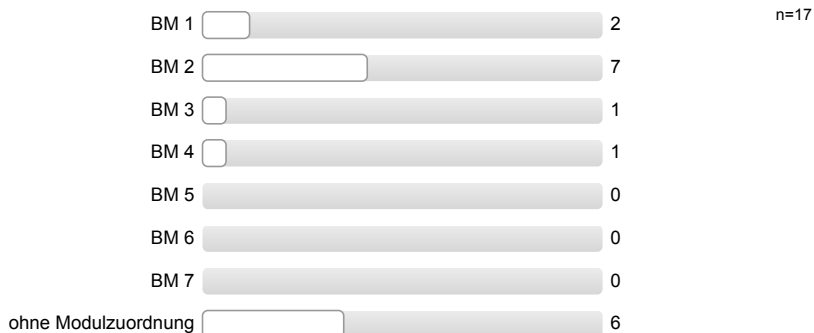 n=17
BM 1 2
BM 2 7
BM 3 1
BM 4 1
BM 5 0
BM 6 0
BM 7 0
ohne Modulzuordnung 6